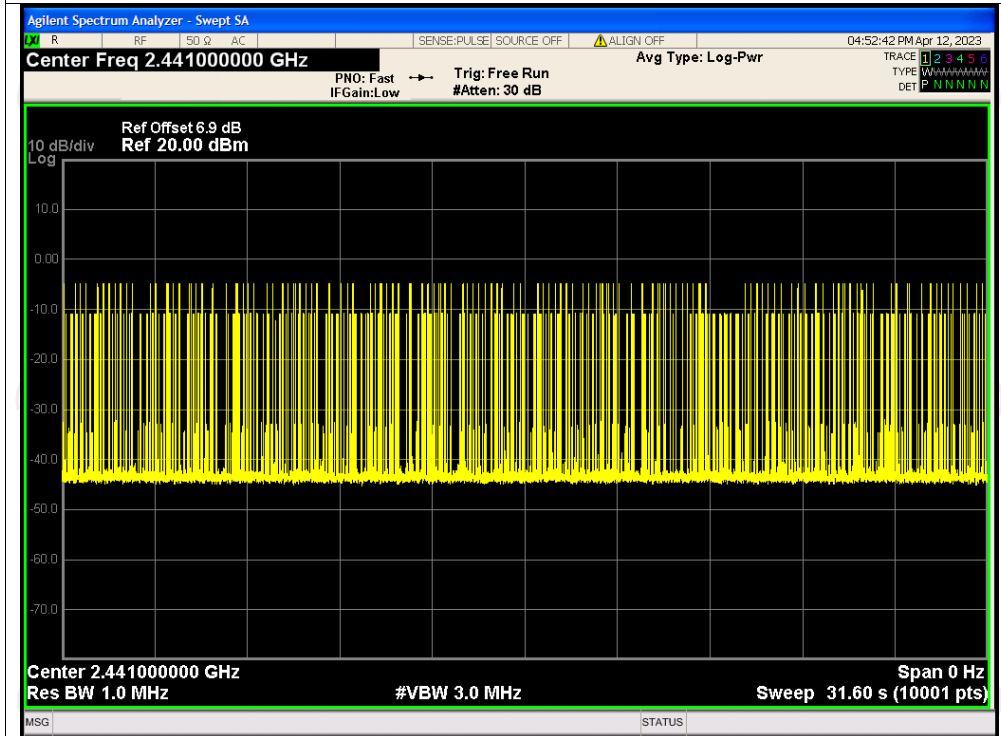 Agilent Spectrum Analyzer - Swept SA
LXI R RF 50 Ω AC SENSE:PULSE SOURCE OFF ALIGN OFF 04:52:42 PM Apr 12, 2023
Center Freq 2.441000000 GHz Avg Type: Log-Pwr TRACE 1 2 3 4 5 6
PNO: Fast Trig: Free Run TYPE WWWWWW
IFGain:Low #Atten: 30 dB DET P N N N N N
Ref Offset 6.9 dB
10 dB/div Ref 20.00 dBm
Log
10.0
0.00
-10.0
-20.0
-30.0
-40.0
-50.0
-60.0
-70.0
Center 2.441000000 GHz Span 0 Hz
Res BW 1.0 MHz #VBW 3.0 MHz Sweep 31.60 s (10001 pts)
MSG STATUS